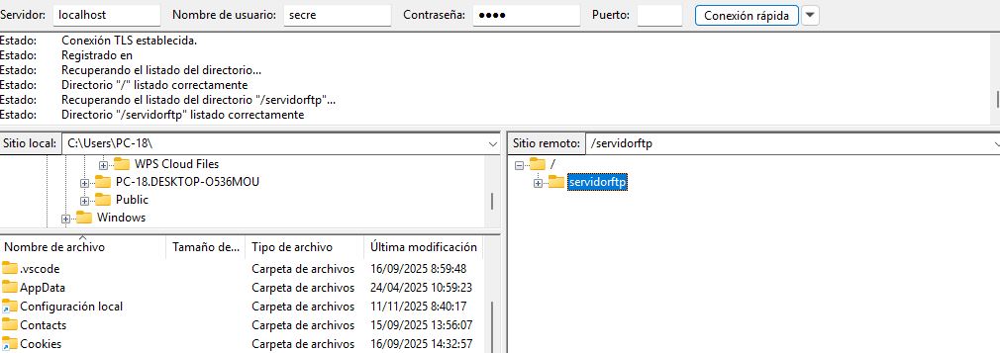 Servidor: localhost Nombre de usuario: secre Contraseña: ●●●● Puerto: Conexión rápida
Estado: Conexión TLS establecida.
Estado: Registrado en
Estado: Recuperando el listado del directorio...
Estado: Directorio "/" listado correctamente
Estado: Recuperando el listado del directorio "/servidorftp"...
Estado: Directorio "/servidorftp" listado correctamente
Sitio local: C:\Users\PC-18\
WPS Cloud Files
PC-18.DESKTOP-O536MOU
Public
Windows
Nombre de archivo Tamaño de... Tipo de archivo Última modificación
.vscode Carpeta de archivos 16/09/2025 8:59:48
AppData Carpeta de archivos 24/04/2025 10:59:23
Configuración local Carpeta de archivos 11/11/2025 8:40:17
Contacts Carpeta de archivos 15/09/2025 13:56:07
Cookies Carpeta de archivos 16/09/2025 14:32:57
Sitio remoto: /servidorftp
/
servidorftp